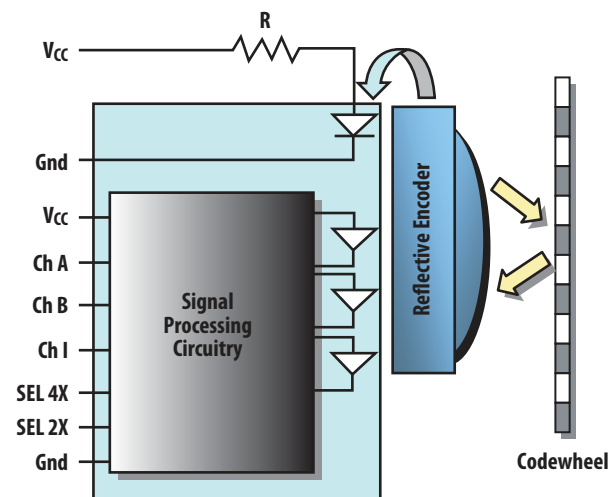 R
VCC
Gnd
VCC
Ch A
Ch B
Ch I
SEL 4X
SEL 2X
Gnd
Signal
Processing
Circuitry
Reflective Encoder
Codewheel